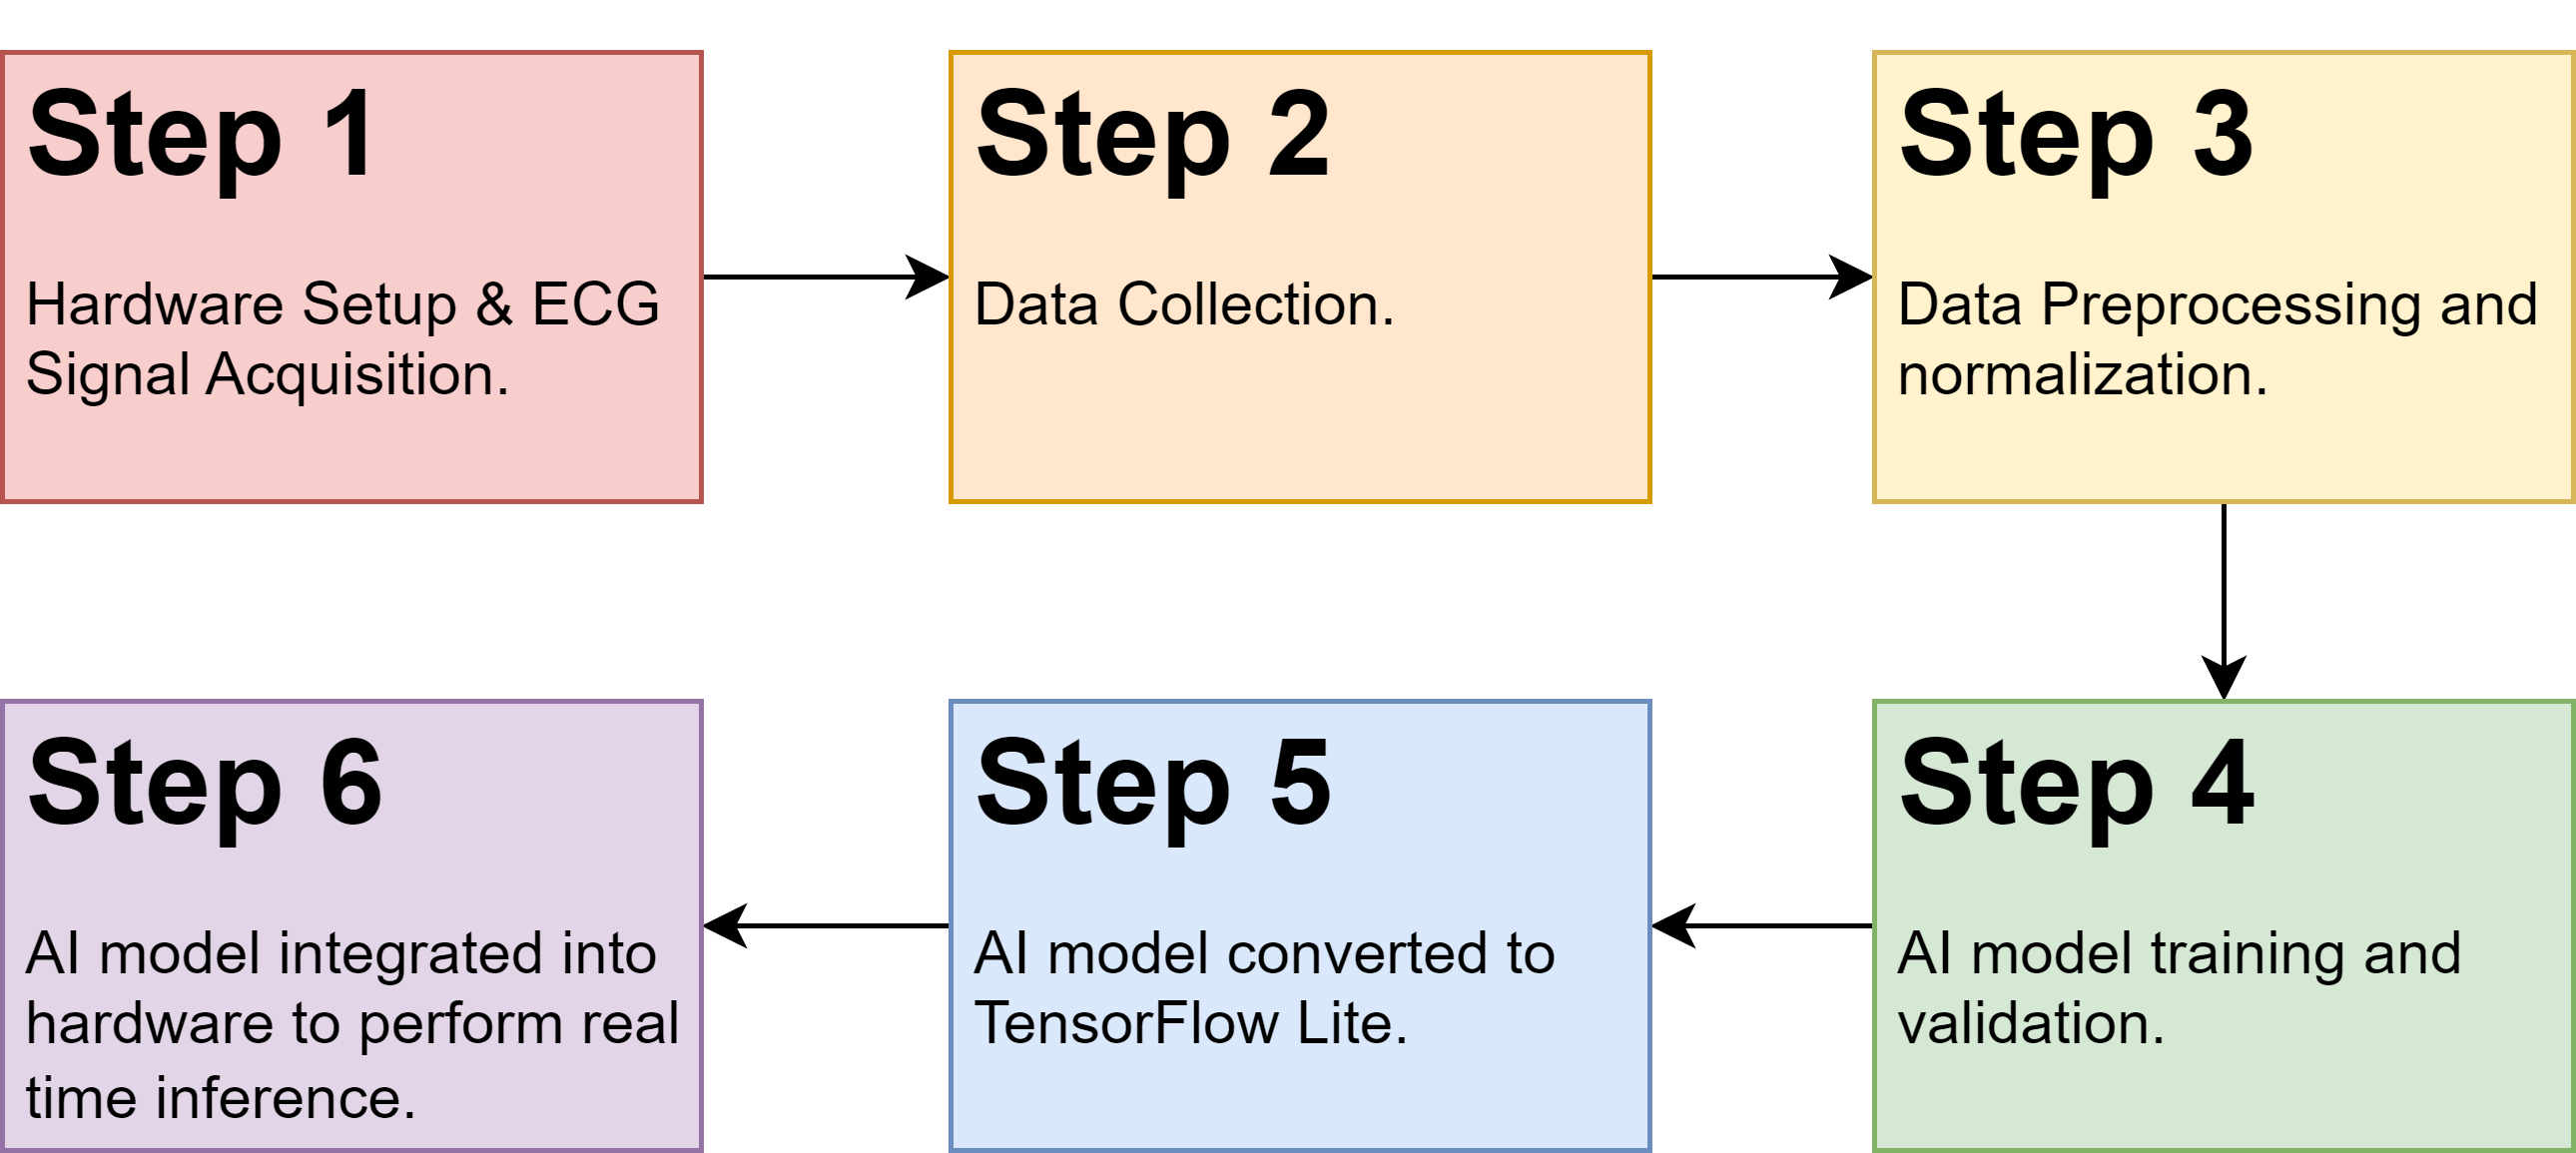 Step 1
Hardware Setup & ECG
Signal Acquisition.
Step 2
Data Collection.
Step 3
Data Preprocessing and
normalization.
Step 4
AI model training and
validation.
Step 5
AI model converted to
TensorFlow Lite.
Step 6
AI model integrated into
hardware to perform real
time inference.